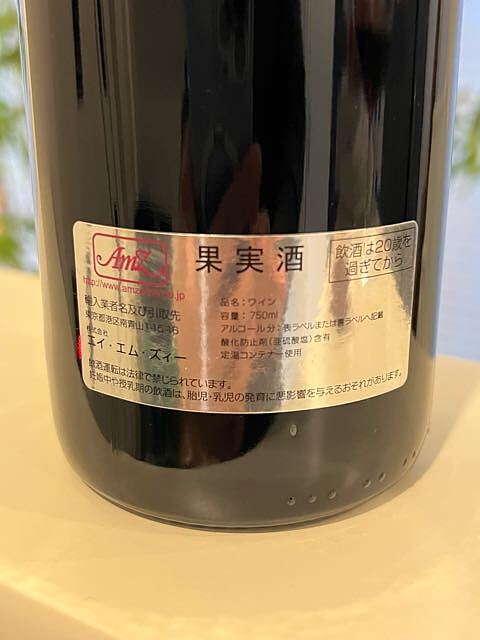 AmZ
果実酒
飲酒は20歳を
過ぎてから
輸入業者名及び引取先
東京都港区南青山1-15-16
株式会社
エイ・エム・ズィー
品名：ワイン
容量：750ml
アルコール分：表ラベルまたは裏ラベルへ記載
酸化防止剤(亜硫酸塩)含有
定温コンテナー使用
飲酒運転は法律で禁じられています。
妊娠中や授乳期の飲酒は、胎児・乳児の発育に悪影響を与えるおそれがあります。